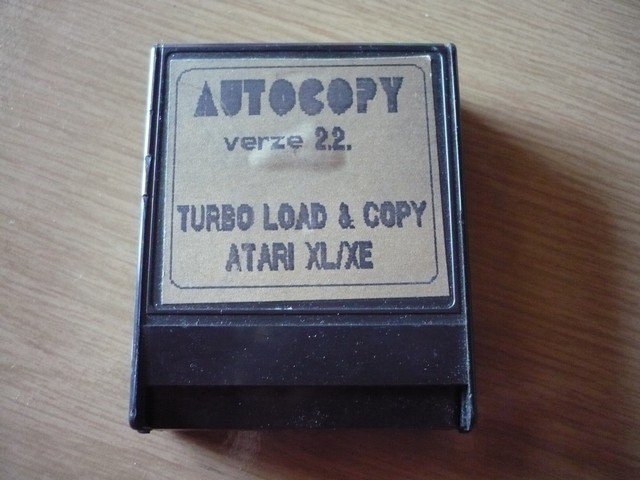 AUTOCOPY
verze 2.2.
TURBO LOAD & COPY
ATARI XL/XE